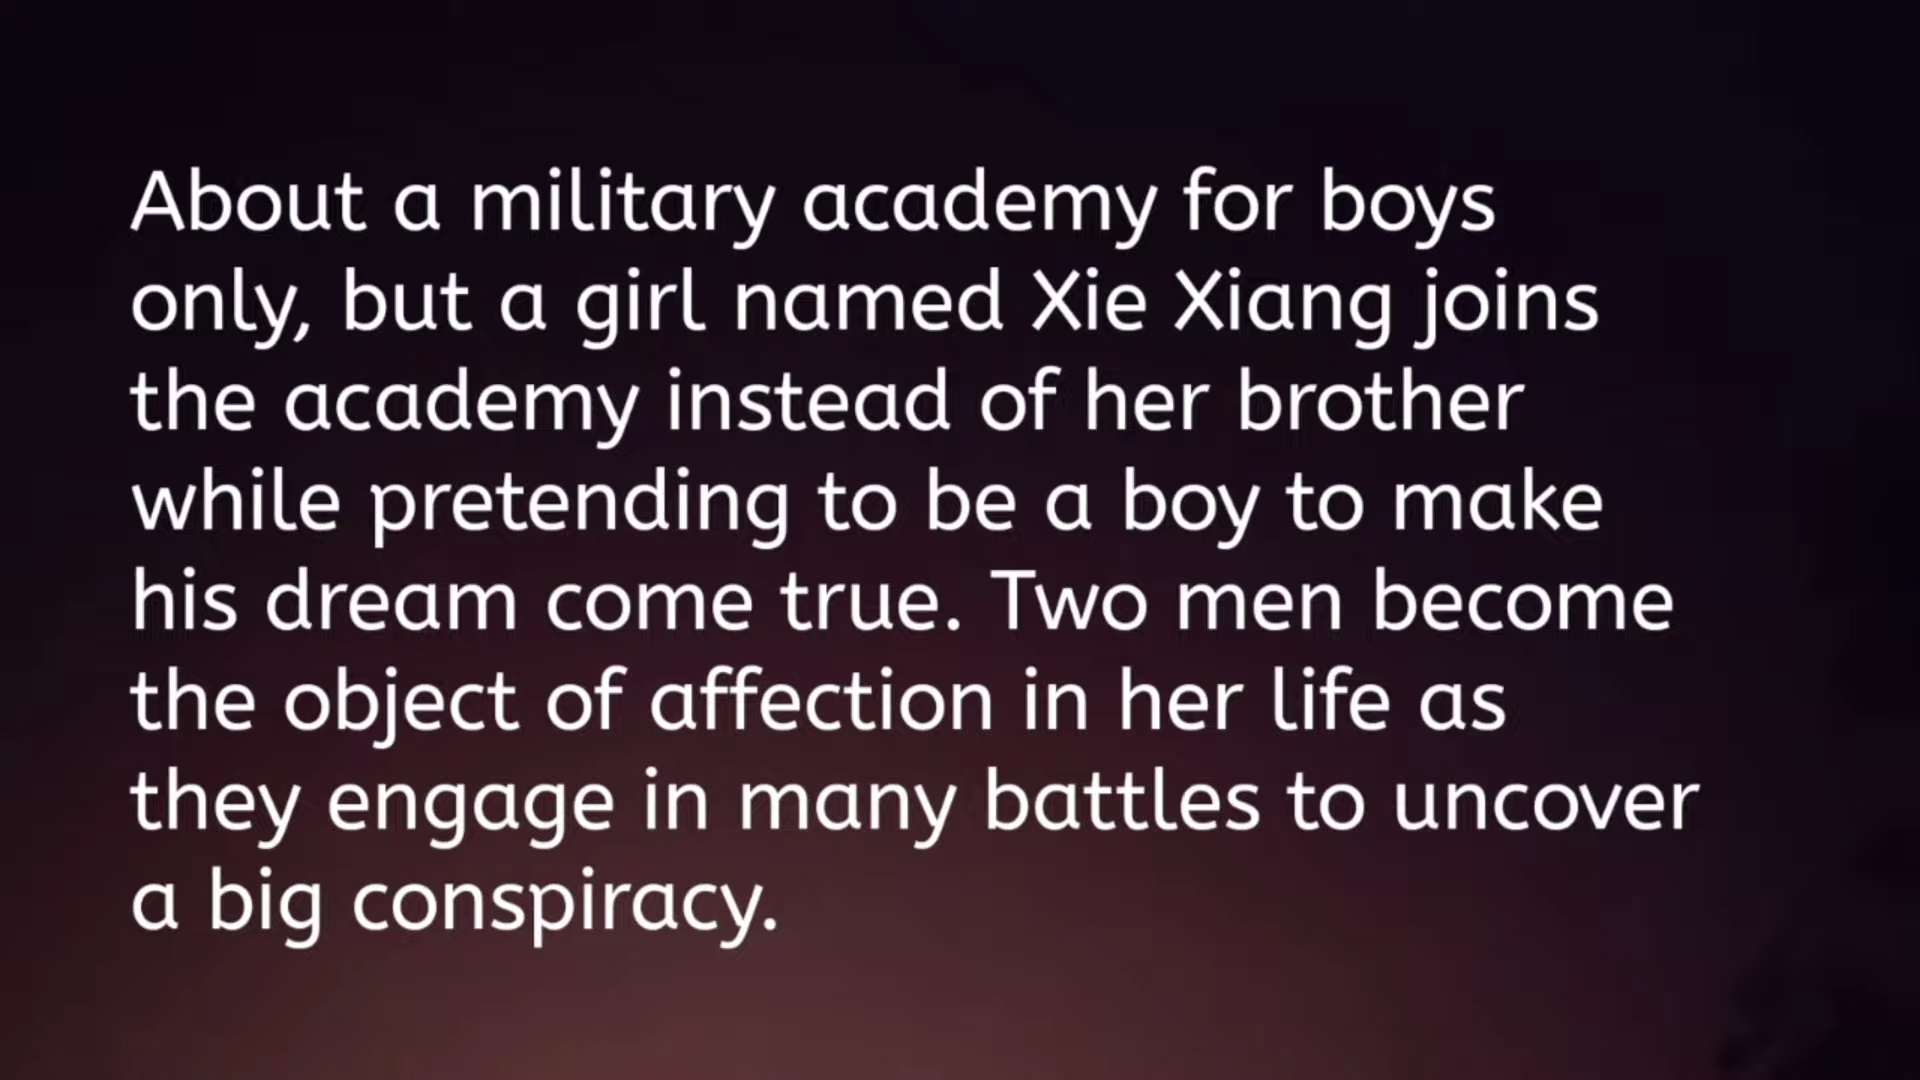 About a military academy for boys
only, but a girl named Xie Xiang joins
the academy instead of her brother
while pretending to be a boy to make
his dream come true. Two men become
the object of affection in her life as
they engage in many battles to uncover
a big conspiracy.